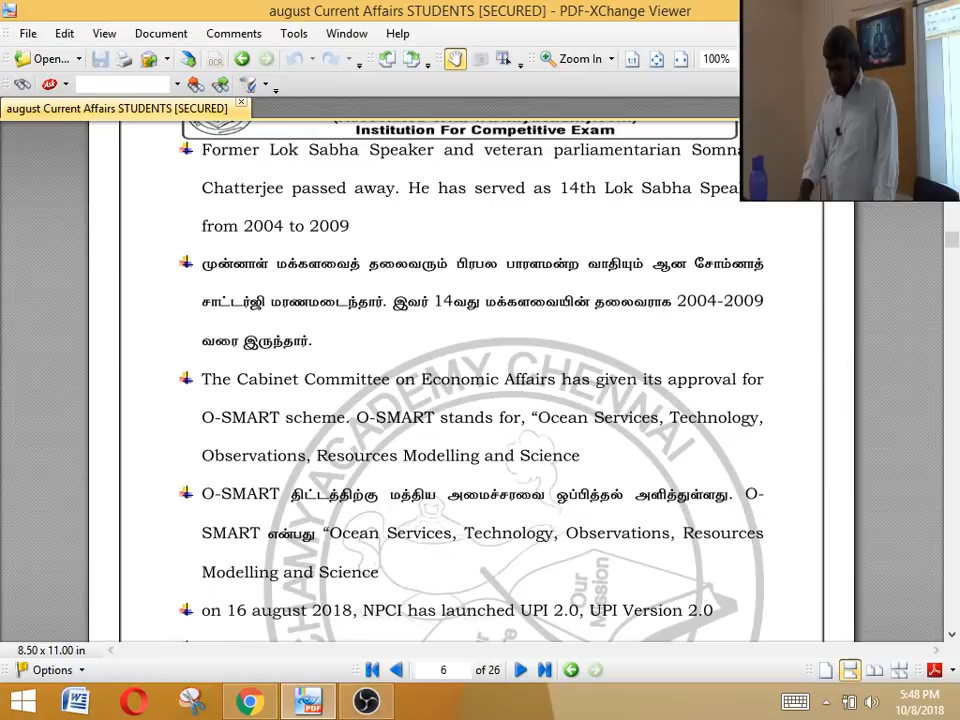 august Current Affairs STUDENTS [SECURED] - PDF-XChange Viewer
File Edit View Document Comments Tools Window Help
Open... OCR Zoom In 100%
august Current Affairs STUDENTS [SECURED]
Institution For Competitive Exam
Former Lok Sabha Speaker and veteran parliamentarian
Chatterjee passed away. He has served as 14th Lok Sabha
from 2004 to 2009
முன்னாள் மக்களவைத் தலைவரும் பிரபல பாரளமன்ற வாதியும் ஆன சோம்னாத்
சாட்டர்ஜி மரணமடைந்தார். இவர் 14வது மக்களவையின் தலைவராக 2004-2009
வரை இருந்தார்.
The Cabinet Committee on Economic Affairs has given its approval for
O-SMART scheme. O-SMART stands for, “Ocean Services, Technology,
Observations, Resources Modelling and Science
O-SMART திட்டத்திற்கு மத்திய அமைச்சரவை ஒப்பித்தல் அளித்துள்ளது. O-
SMART என்பது “Ocean Services, Technology, Observations, Resources
Modelling and Science
on 16 august 2018, NPCI has launched UPI 2.0, UPI Version 2.0
CHAMY ACADEMY CHENNAI
Our
Mission
8.50 x 11.00 in
Options 6 of 26
5:48 PM
10/8/2018